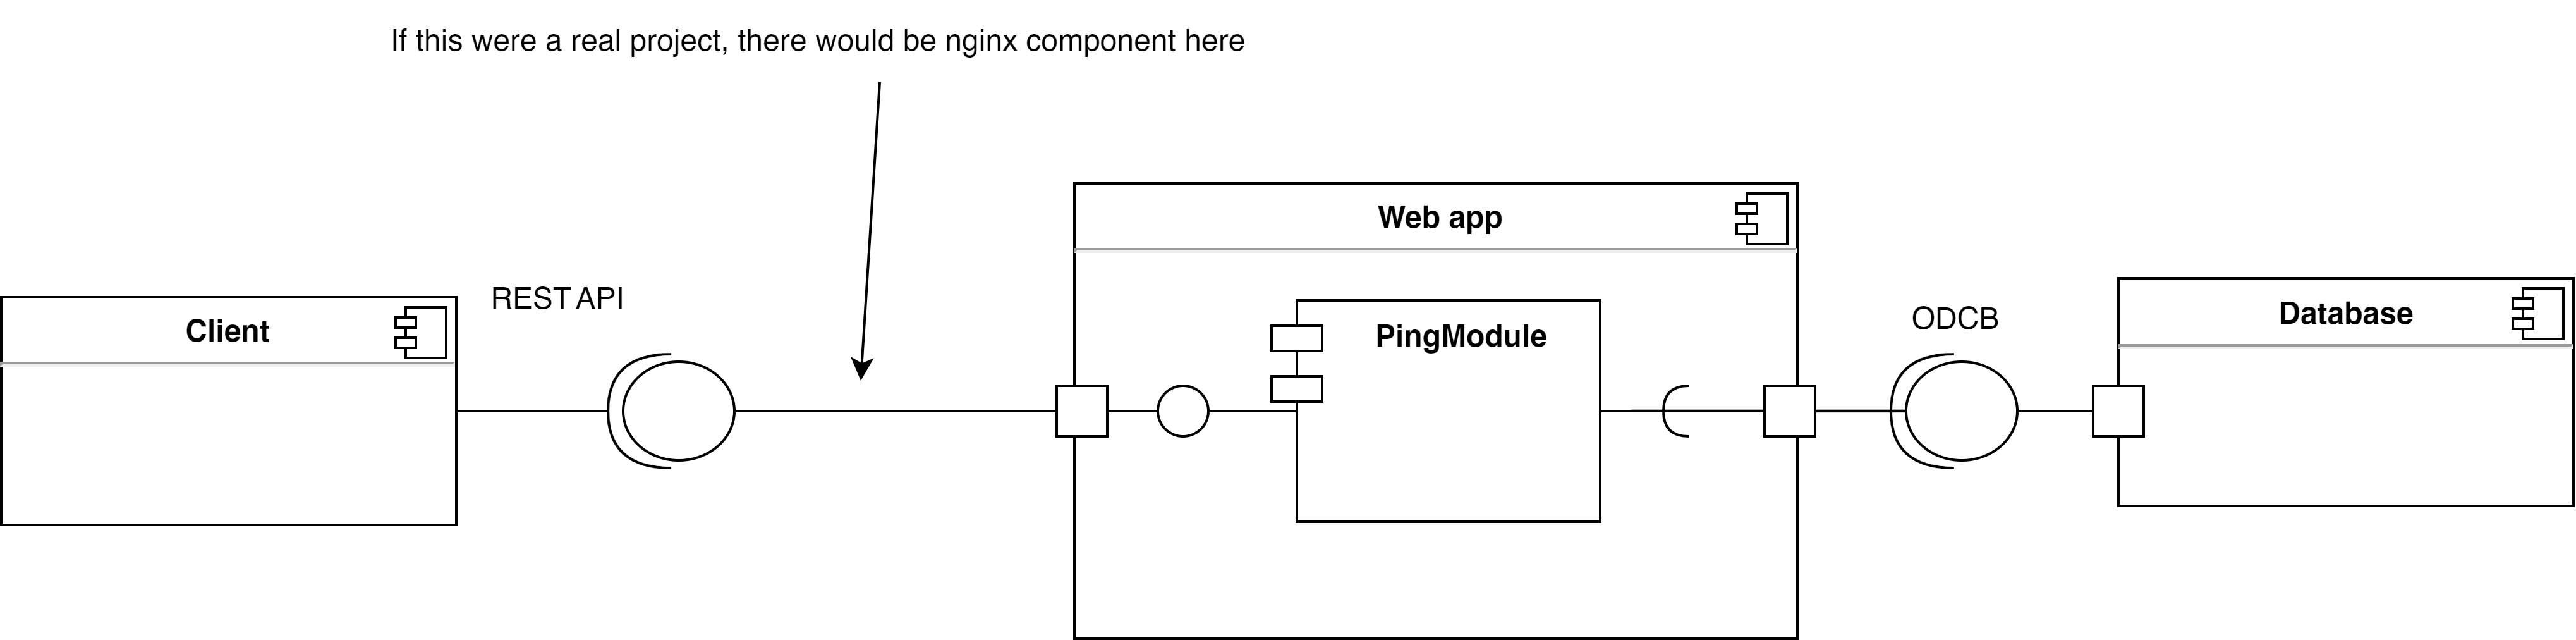 If this were a real project, there would be nginx component here
Web app
REST API
Client
PingModule
ODCB
Database